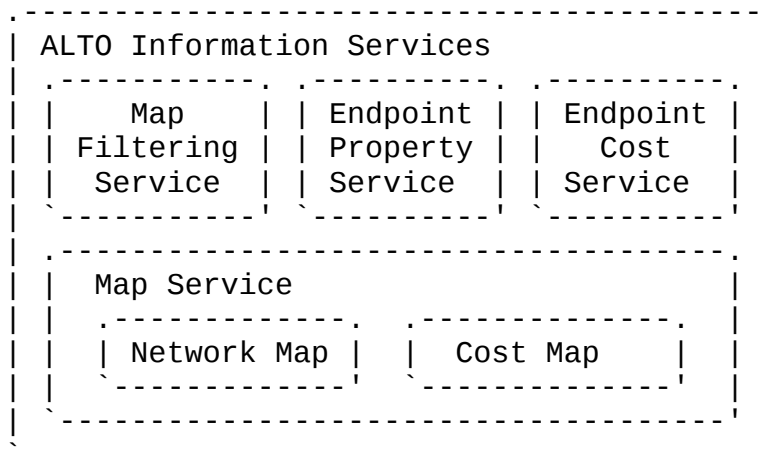 .-----------------------------------------
| ALTO Information Services
| .-----------. .----------. .----------.
| |    Map    | | Endpoint | | Endpoint |
| | Filtering | | Property | |   Cost   |
| |  Service  | | Service  | | Service  |
| `-----------' `----------' `----------'
| .-------------------------------------.
| |  Map Service                        |
| |  .-------------.  .--------------.  |
| |  | Network Map |  |  Cost Map    |  |
| |  `-------------'  `--------------'  |
| `-------------------------------------'
`